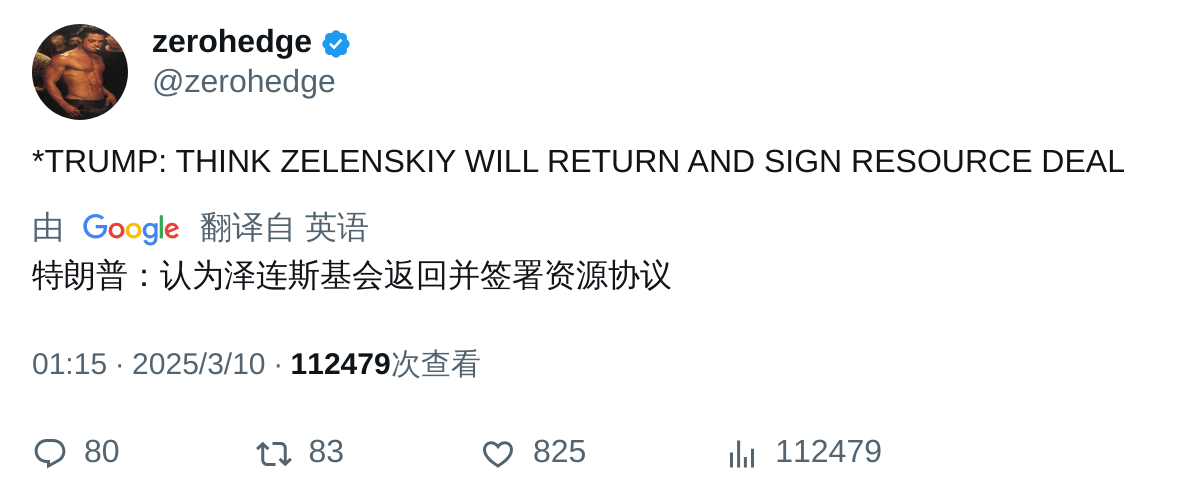 zerohedge
@zerohedge
*TRUMP: THINK ZELENSKIY WILL RETURN AND SIGN RESOURCE DEAL
由 Google 翻译自 英语
特朗普：认为泽连斯基会返回并签署资源协议
01:15 · 2025/3/10 · 112479次查看
80 83 825 112479